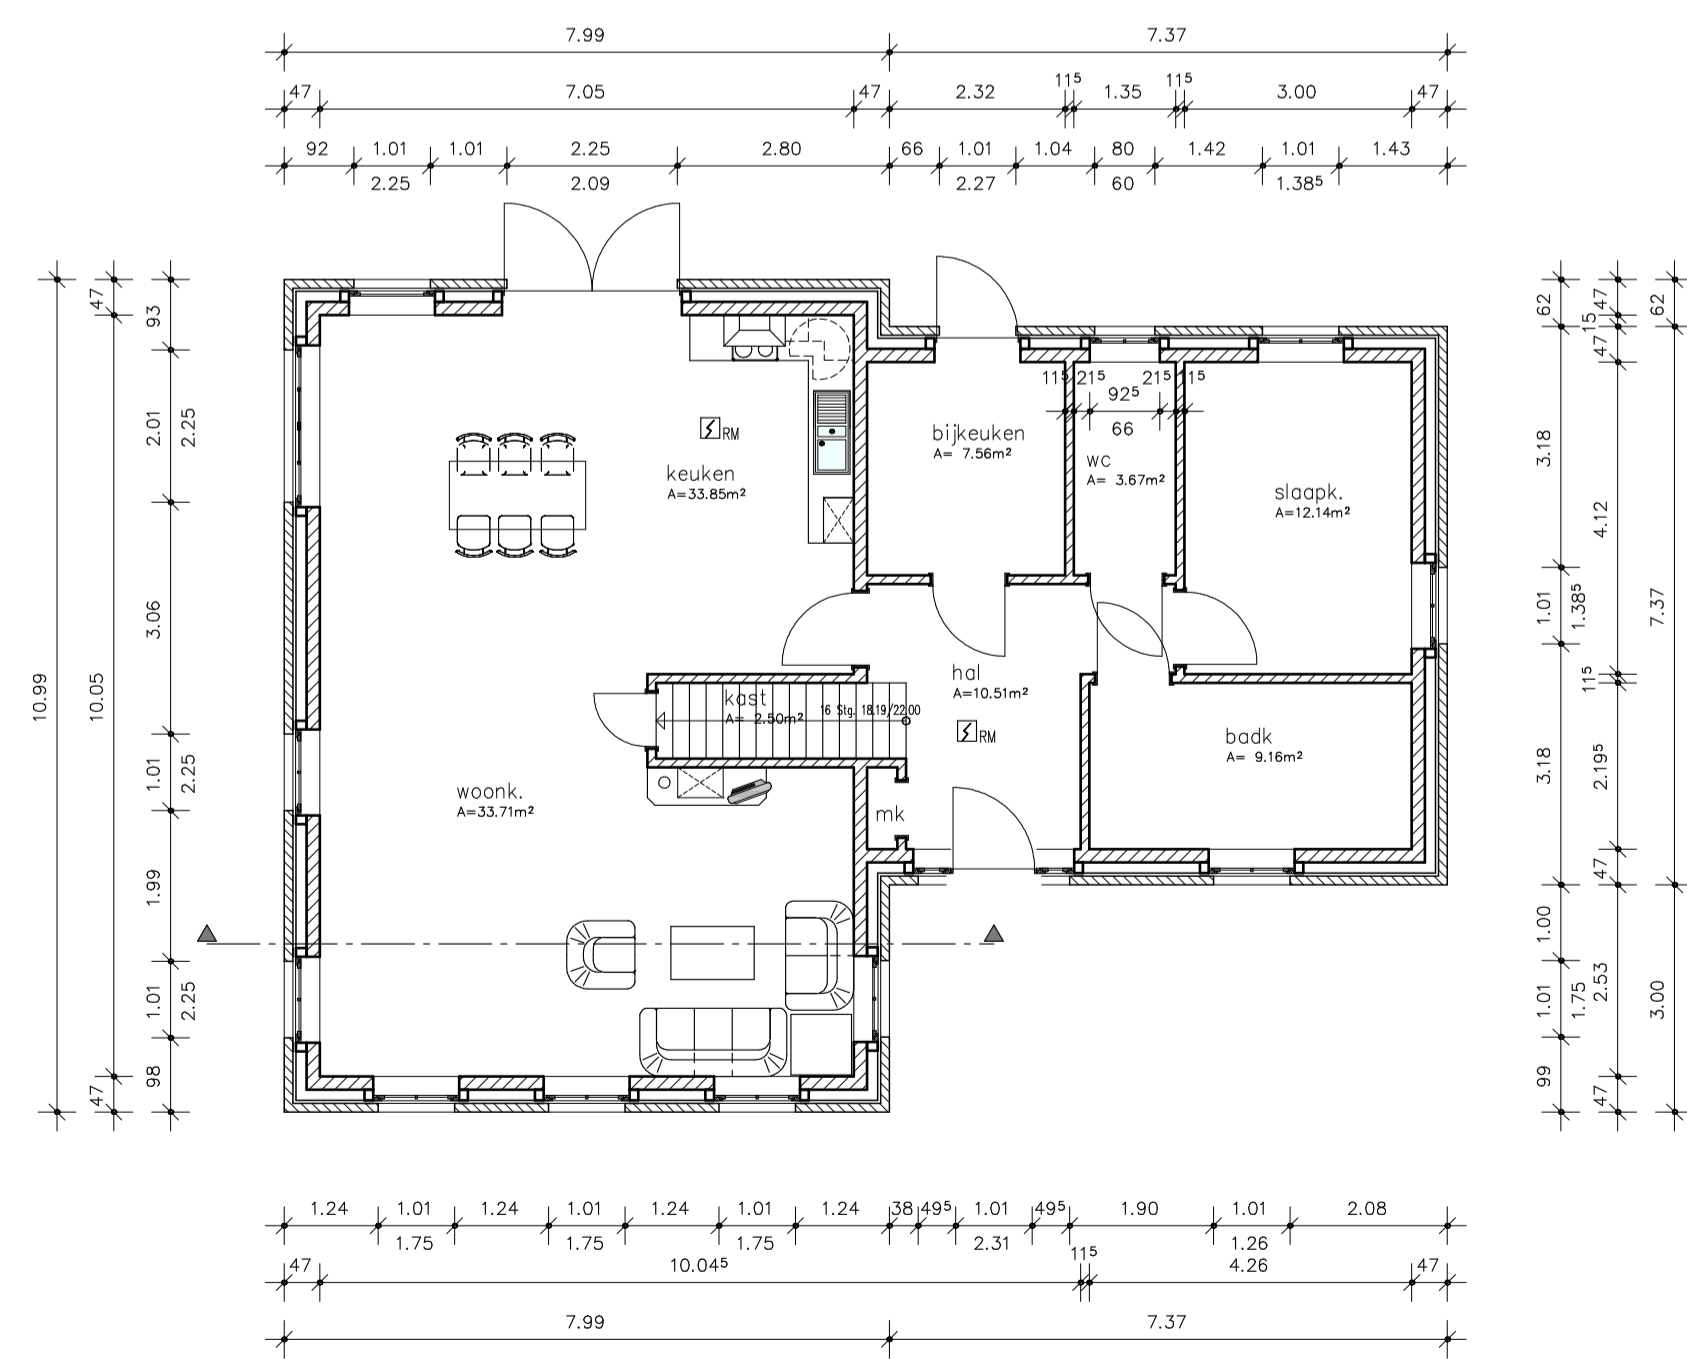 7.99 7.37
47 7.05 47 2.32 11⁵ 1.35 11⁵ 3.00 47
92 1.01 1.01 2.25 2.80 66 1.01 1.04 80 1.42 1.01 1.43
2.25 2.09 2.27 60 1.38⁵
10.99
47 10.05 47
93 2.01 3.06 1.01 1.99 1.01 98
2.25 2.25 2.25
62 3.18 1.01 3.18 1.00 1.01 99
1.38⁵ 1.75
47 15 47 4.12 11⁵ 2.19⁵ 47 2.53 47
62 7.37 3.00
11⁵ 21⁵ 92⁵ 21⁵ 11⁵
66
RM
keuken
A=33.85m²
bijkeuken
A= 7.56m²
WC
A= 3.67m²
slaapk.
A=12.14m²
hal
A=10.51m²
RM
kast
A= 2.50m²
16 Stg. 18.19/22.00
badk
A= 9.16m²
woonk.
A=33.71m²
mk
1.24 1.01 1.24 1.01 1.24 1.01 1.24 38 49⁵ 1.01 49⁵ 1.90 1.01 2.08
1.75 1.75 1.75 2.31 1.26
47 10.04⁵ 11⁵ 4.26 47
7.99 7.37